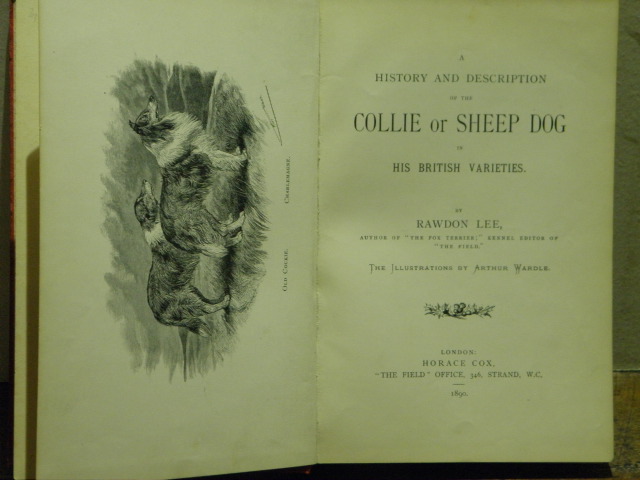 OLD COCKIE. CHARLEMAGNE.
A
HISTORY AND DESCRIPTION
OF THE
COLLIE or SHEEP DOG
IN
HIS BRITISH VARIETIES.
BY
RAWDON LEE,
AUTHOR OF "THE FOX TERRIER;" KENNEL EDITOR OF
"THE FIELD."
THE ILLUSTRATIONS BY ARTHUR WARDLE.
LONDON:
HORACE COX,
"THE FIELD" OFFICE, 346, STRAND, W.C.
1890.